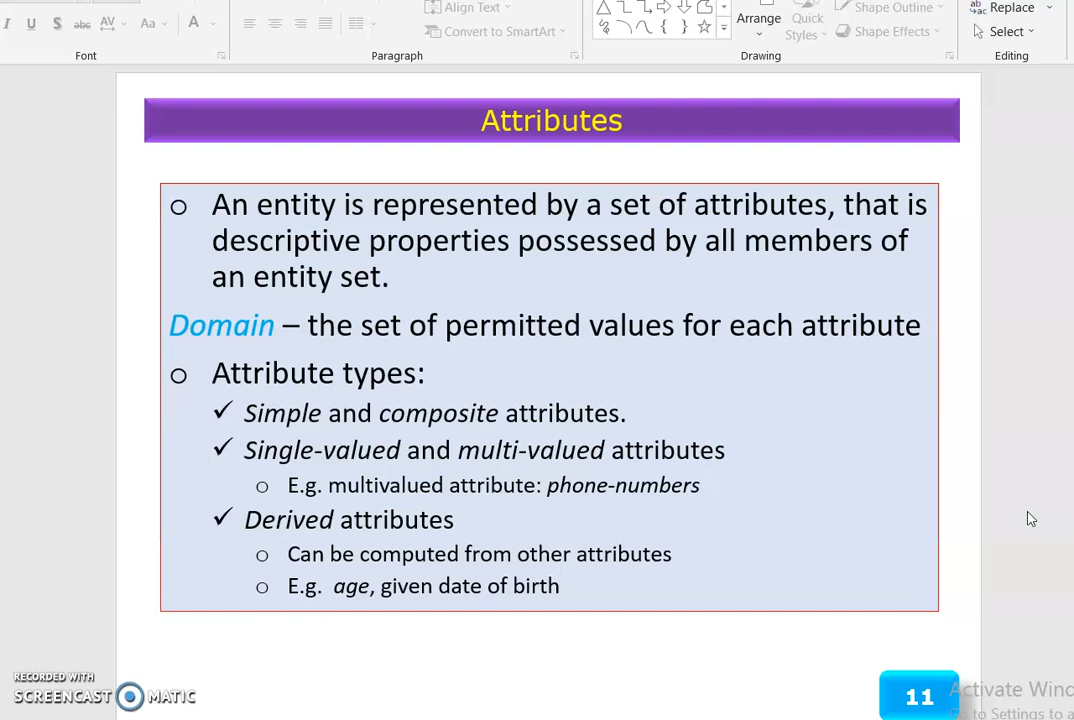 Align Text
Replace
I U S abc AV Aa A
Convert to SmartArt
Arrange
Quick
Styles
Shape Outline
Shape Effects
Select
Font
Paragraph
Drawing
Editing
Attributes
o An entity is represented by a set of attributes, that is
descriptive properties possessed by all members of
an entity set.
Domain – the set of permitted values for each attribute
o Attribute types:
✓ Simple and composite attributes.
✓ Single-valued and multi-valued attributes
o E.g. multivalued attribute: phone-numbers
✓ Derived attributes
o Can be computed from other attributes
o E.g. age, given date of birth
RECORDED WITH
SCREENCAST MATIC
11
Activate Wind
Go to Settings to a